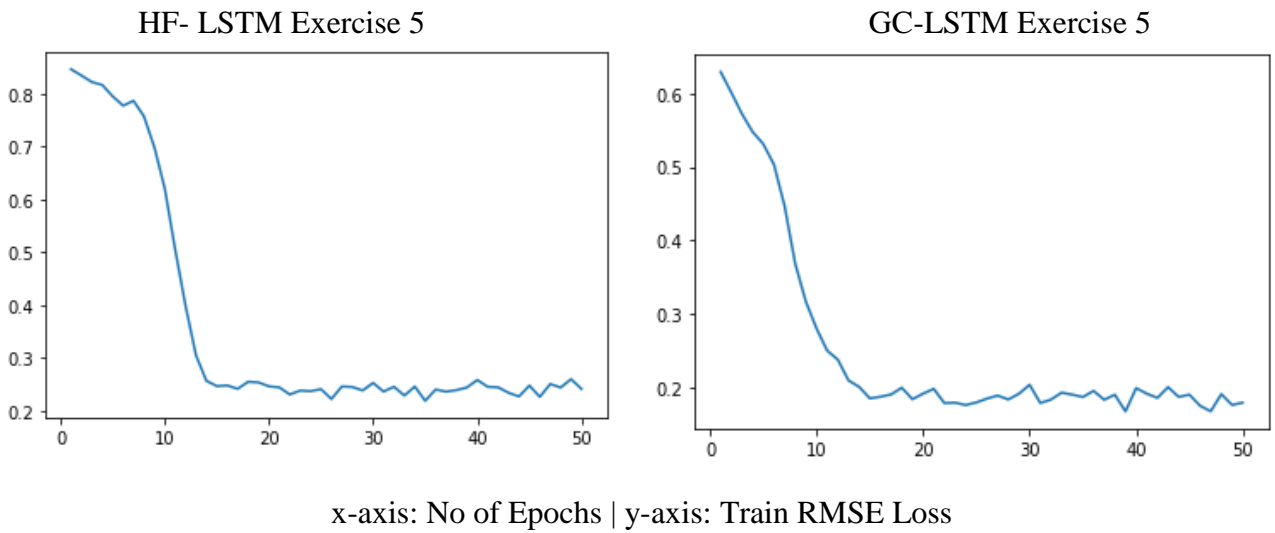 HF- LSTM Exercise 5
0.8
0.7
0.6
0.5
0.4
0.3
0.2
0 10 20 30 40 50
GC-LSTM Exercise 5
0.6
0.5
0.4
0.3
0.2
0 10 20 30 40 50
x-axis: No of Epochs | y-axis: Train RMSE Loss